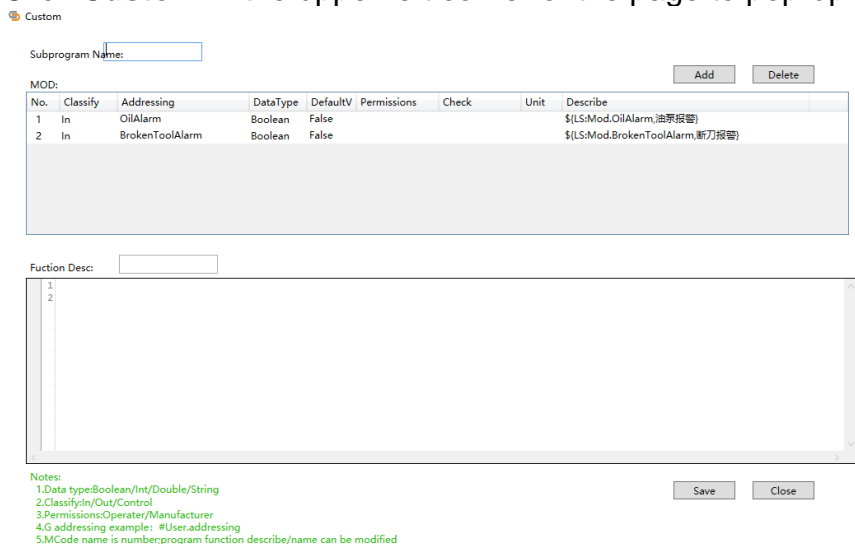 Custom
Subprogram Name:
Add Delete
MOD:
No. Classify Addressing DataType DefaultV Permissions Check Unit Describe
1 In OilAlarm Boolean False ${LS:Mod.OilAlarm,油泵报警}
2 In BrokenToolAlarm Boolean False ${LS:Mod.BrokenToolAlarm,断刀报警}
Fuction Desc:
1
2
Notes:
1.Data type:Boolean/Int/Double/String
2.Classify:In/Out/Control
3.Permissions:Operater/Manufacturer
4.G addressing example: #User.addressing
5.MCode name is number;program function describe/name can be modified
Save Close